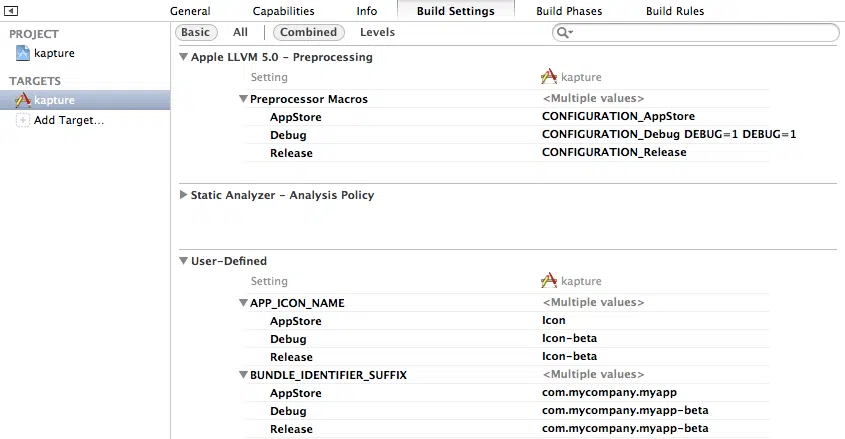 General Capabilities Info Build Settings Build Phases Build Rules
PROJECT
kapture
TARGETS
kapture
Add Target...
Basic All Combined Levels
Apple LLVM 5.0 - Preprocessing
Setting kapture
Preprocessor Macros <Multiple values>
AppStore CONFIGURATION_AppStore
Debug CONFIGURATION_Debug DEBUG=1 DEBUG=1
Release CONFIGURATION_Release
Static Analyzer - Analysis Policy
User-Defined
Setting kapture
APP_ICON_NAME <Multiple values>
AppStore Icon
Debug Icon-beta
Release Icon-beta
BUNDLE_IDENTIFIER_SUFFIX <Multiple values>
AppStore com.mycompany.myapp
Debug com.mycompany.myapp-beta
Release com.mycompany.myapp-beta